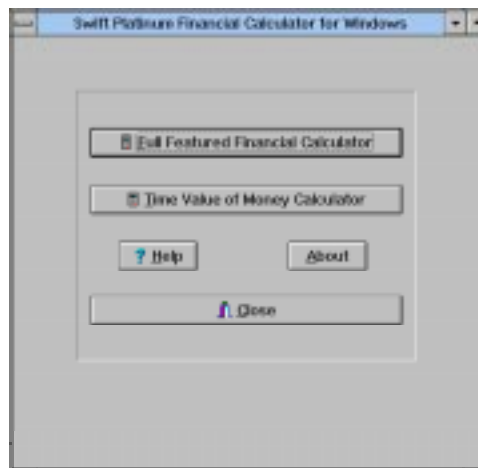 Swift Platinum Financial Calculator for Windows
Full Featured Financial Calculator
Time Value of Money Calculator
? Help
About
Close